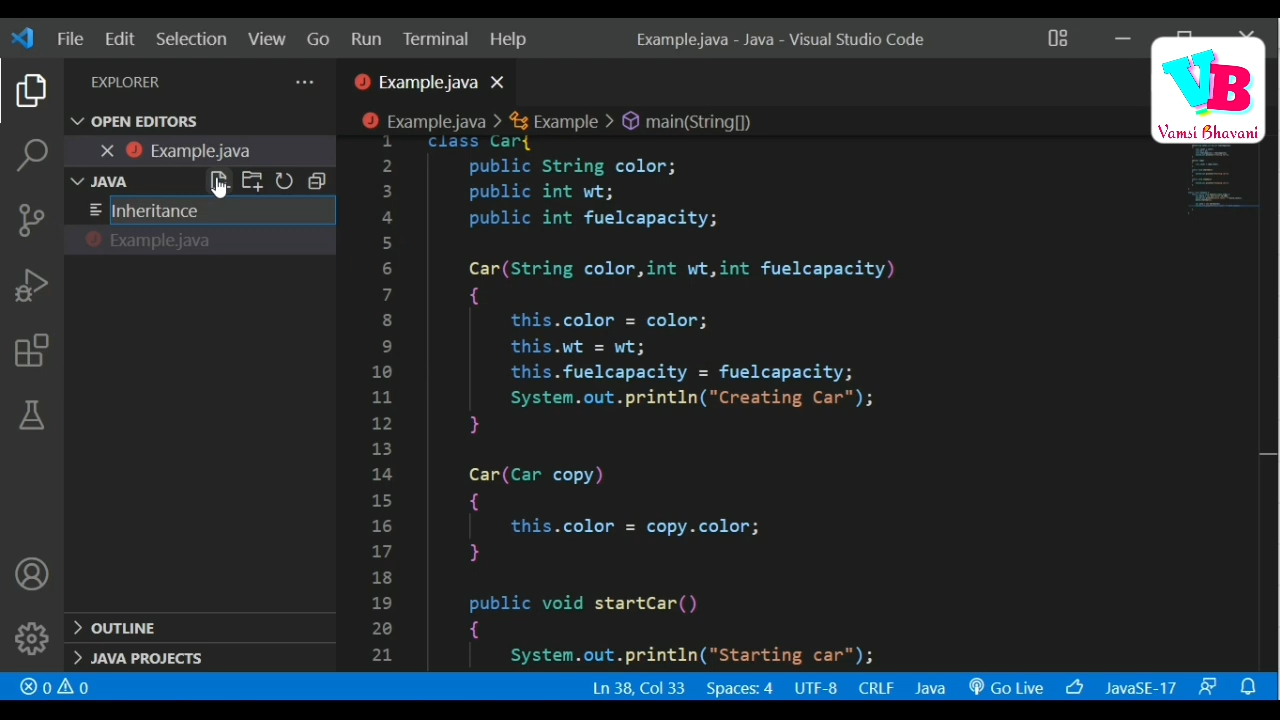 File Edit Selection View Go Run Terminal Help
Example.java - Java - Visual Studio Code
VB
Vamsi Bhavani
EXPLORER
OPEN EDITORS
Example.java
JAVA
Inheritance
Example.java
OUTLINE
JAVA PROJECTS
Example.java
Example.java > Example > main(String[])
1 class Car{
2 public String color;
3 public int wt;
4 public int fuelcapacity;
5
6 Car(String color,int wt,int fuelcapacity)
7 {
8 this.color = color;
9 this.wt = wt;
10 this.fuelcapacity = fuelcapacity;
11 System.out.println("Creating Car");
12 }
13
14 Car(Car copy)
15 {
16 this.color = copy.color;
17 }
18
19 public void startCar()
20 {
21 System.out.println("Starting car");
0 0 Ln 38, Col 33 Spaces: 4 UTF-8 CRLF Java Go Live JavaSE-17